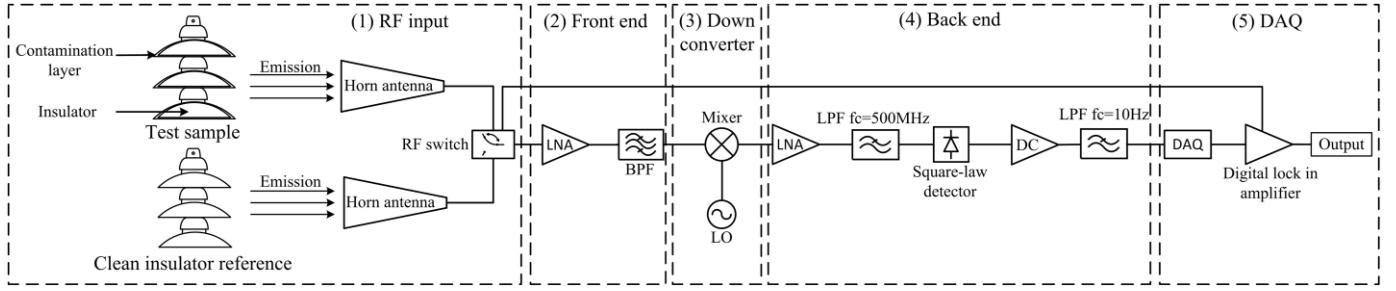 (1) RF input
Contamination
layer
Insulator
Test sample
Emission
Horn antenna
RF switch
Emission
Horn antenna
Clean insulator reference
(2) Front end
LNA
BPF
(3) Down
converter
Mixer
LO
(4) Back end
LNA
LPF fc=500MHz
Square-law
detector
DC
LPF fc=10Hz
(5) DAQ
DAQ
Digital lock in
amplifier
Output